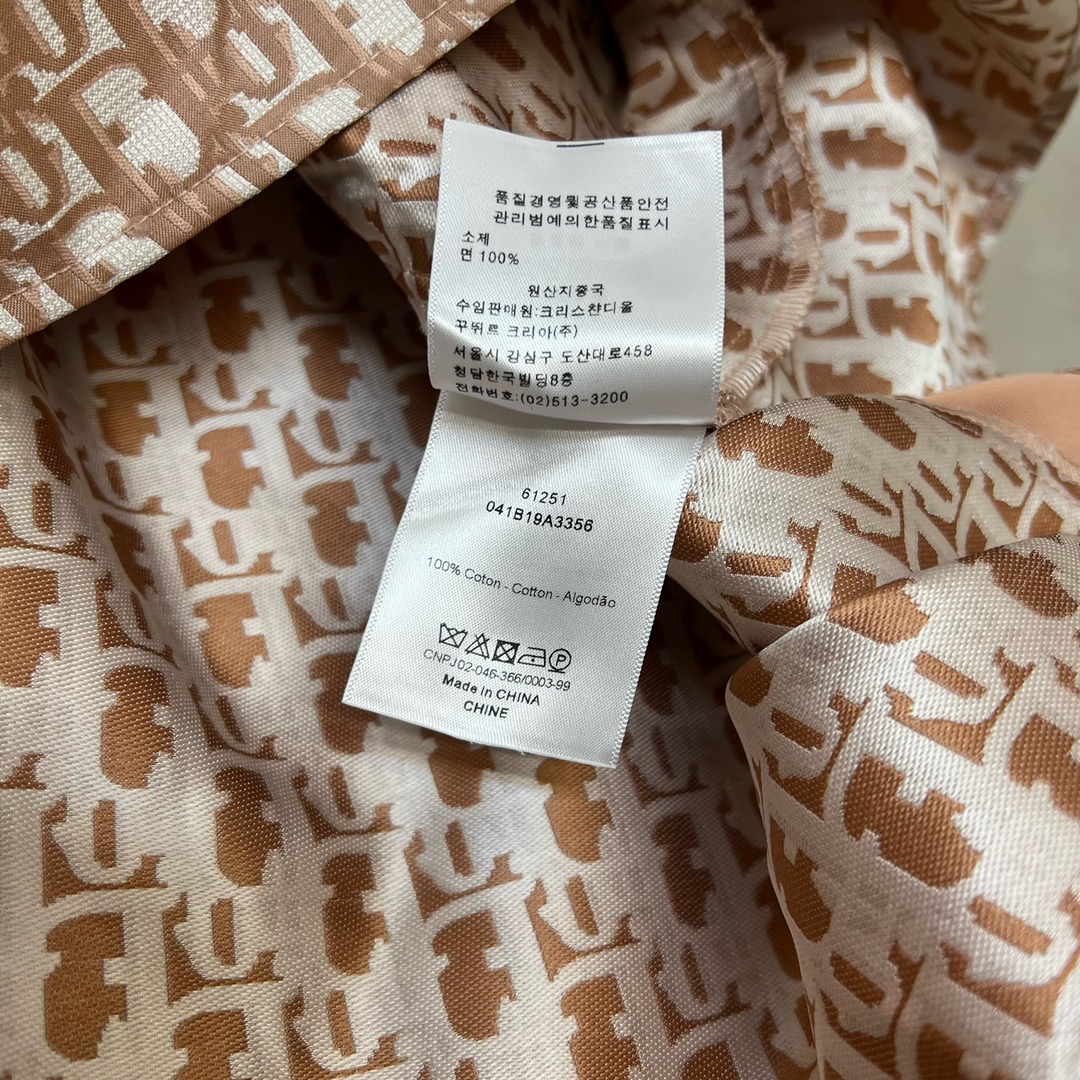 품질경영및공산품안전
관리범예의한품질표시
소제
면 100%
원산지중국
수입판매원:크리스챤디올
꾸뛰르 크리아(주)
서울시 강삼구 도산대로458
청담한국빌딩8층
전화번호:(02)513-3200
61251
041B19A3356
100% Coton - Cotton - Algodão
CNPJ02-046-366/0003-99
Made in CHINA
CHINE